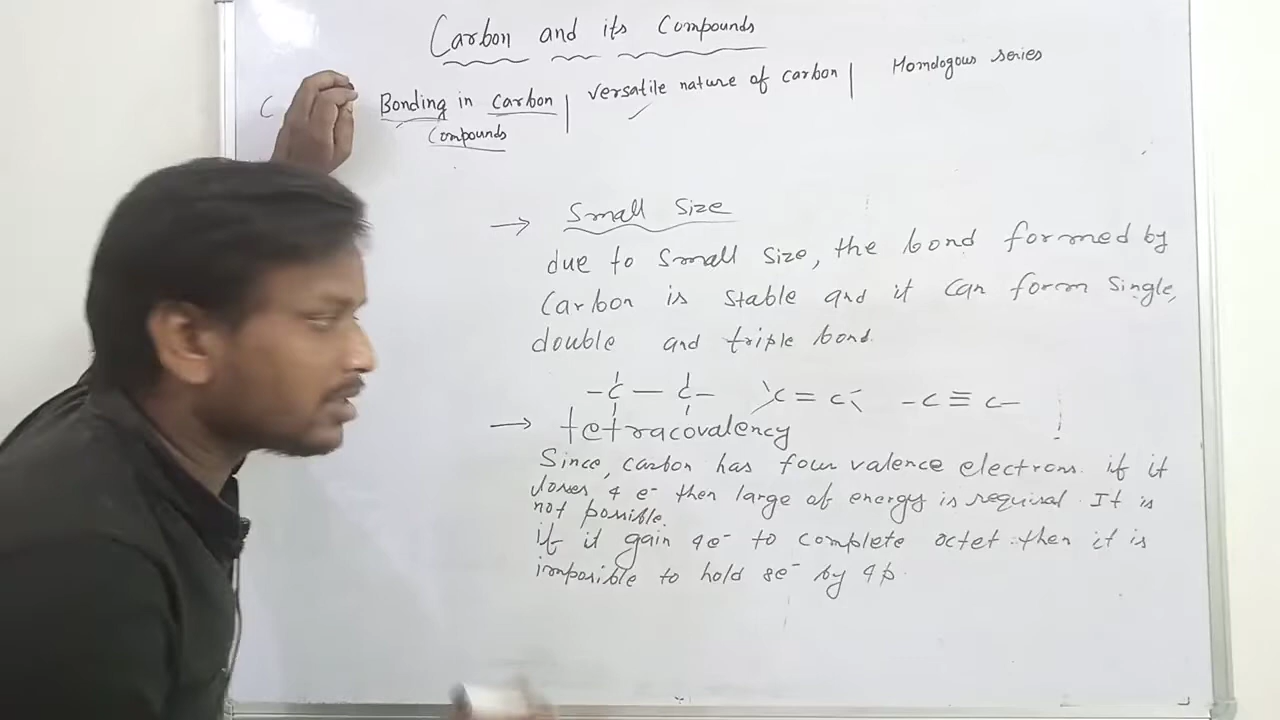 Carbon and its Compounds
C Bonding in Carbon | versatile nature of carbon | Homologous series
Compounds
→ Small Size
due to small size, the bond formed by
Carbon is stable and it can form single,
double and triple bond.
-C-C- >C=C< -C≡C-
→ tetracovalency
Since, carbon has four valence electrons. if it
loses 4 e⁻ then large of energy is required. It is
not possible.
if it gain 4e⁻ to complete octet then it is
imposible to hold 8e⁻ by 4p.